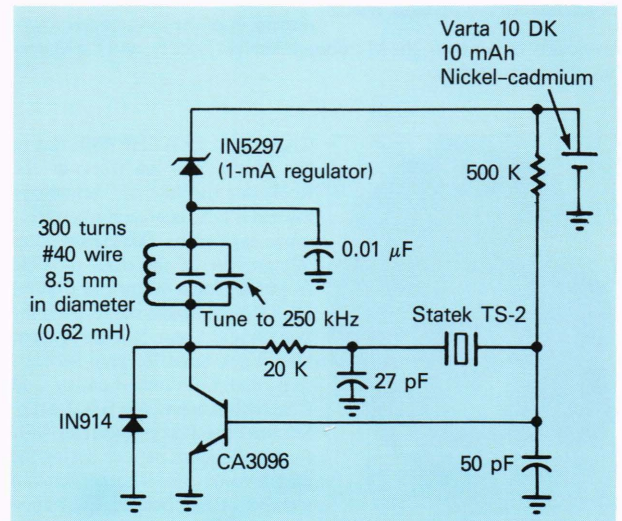 Varta 10 DK
10 mAh
Nickel–cadmium
IN5297
(1-mA regulator)
500 K
300 turns
#40 wire
8.5 mm
in diameter
(0.62 mH)
0.01 μF
Tune to 250 kHz
Statek TS-2
20 K
27 pF
IN914
CA3096
50 pF